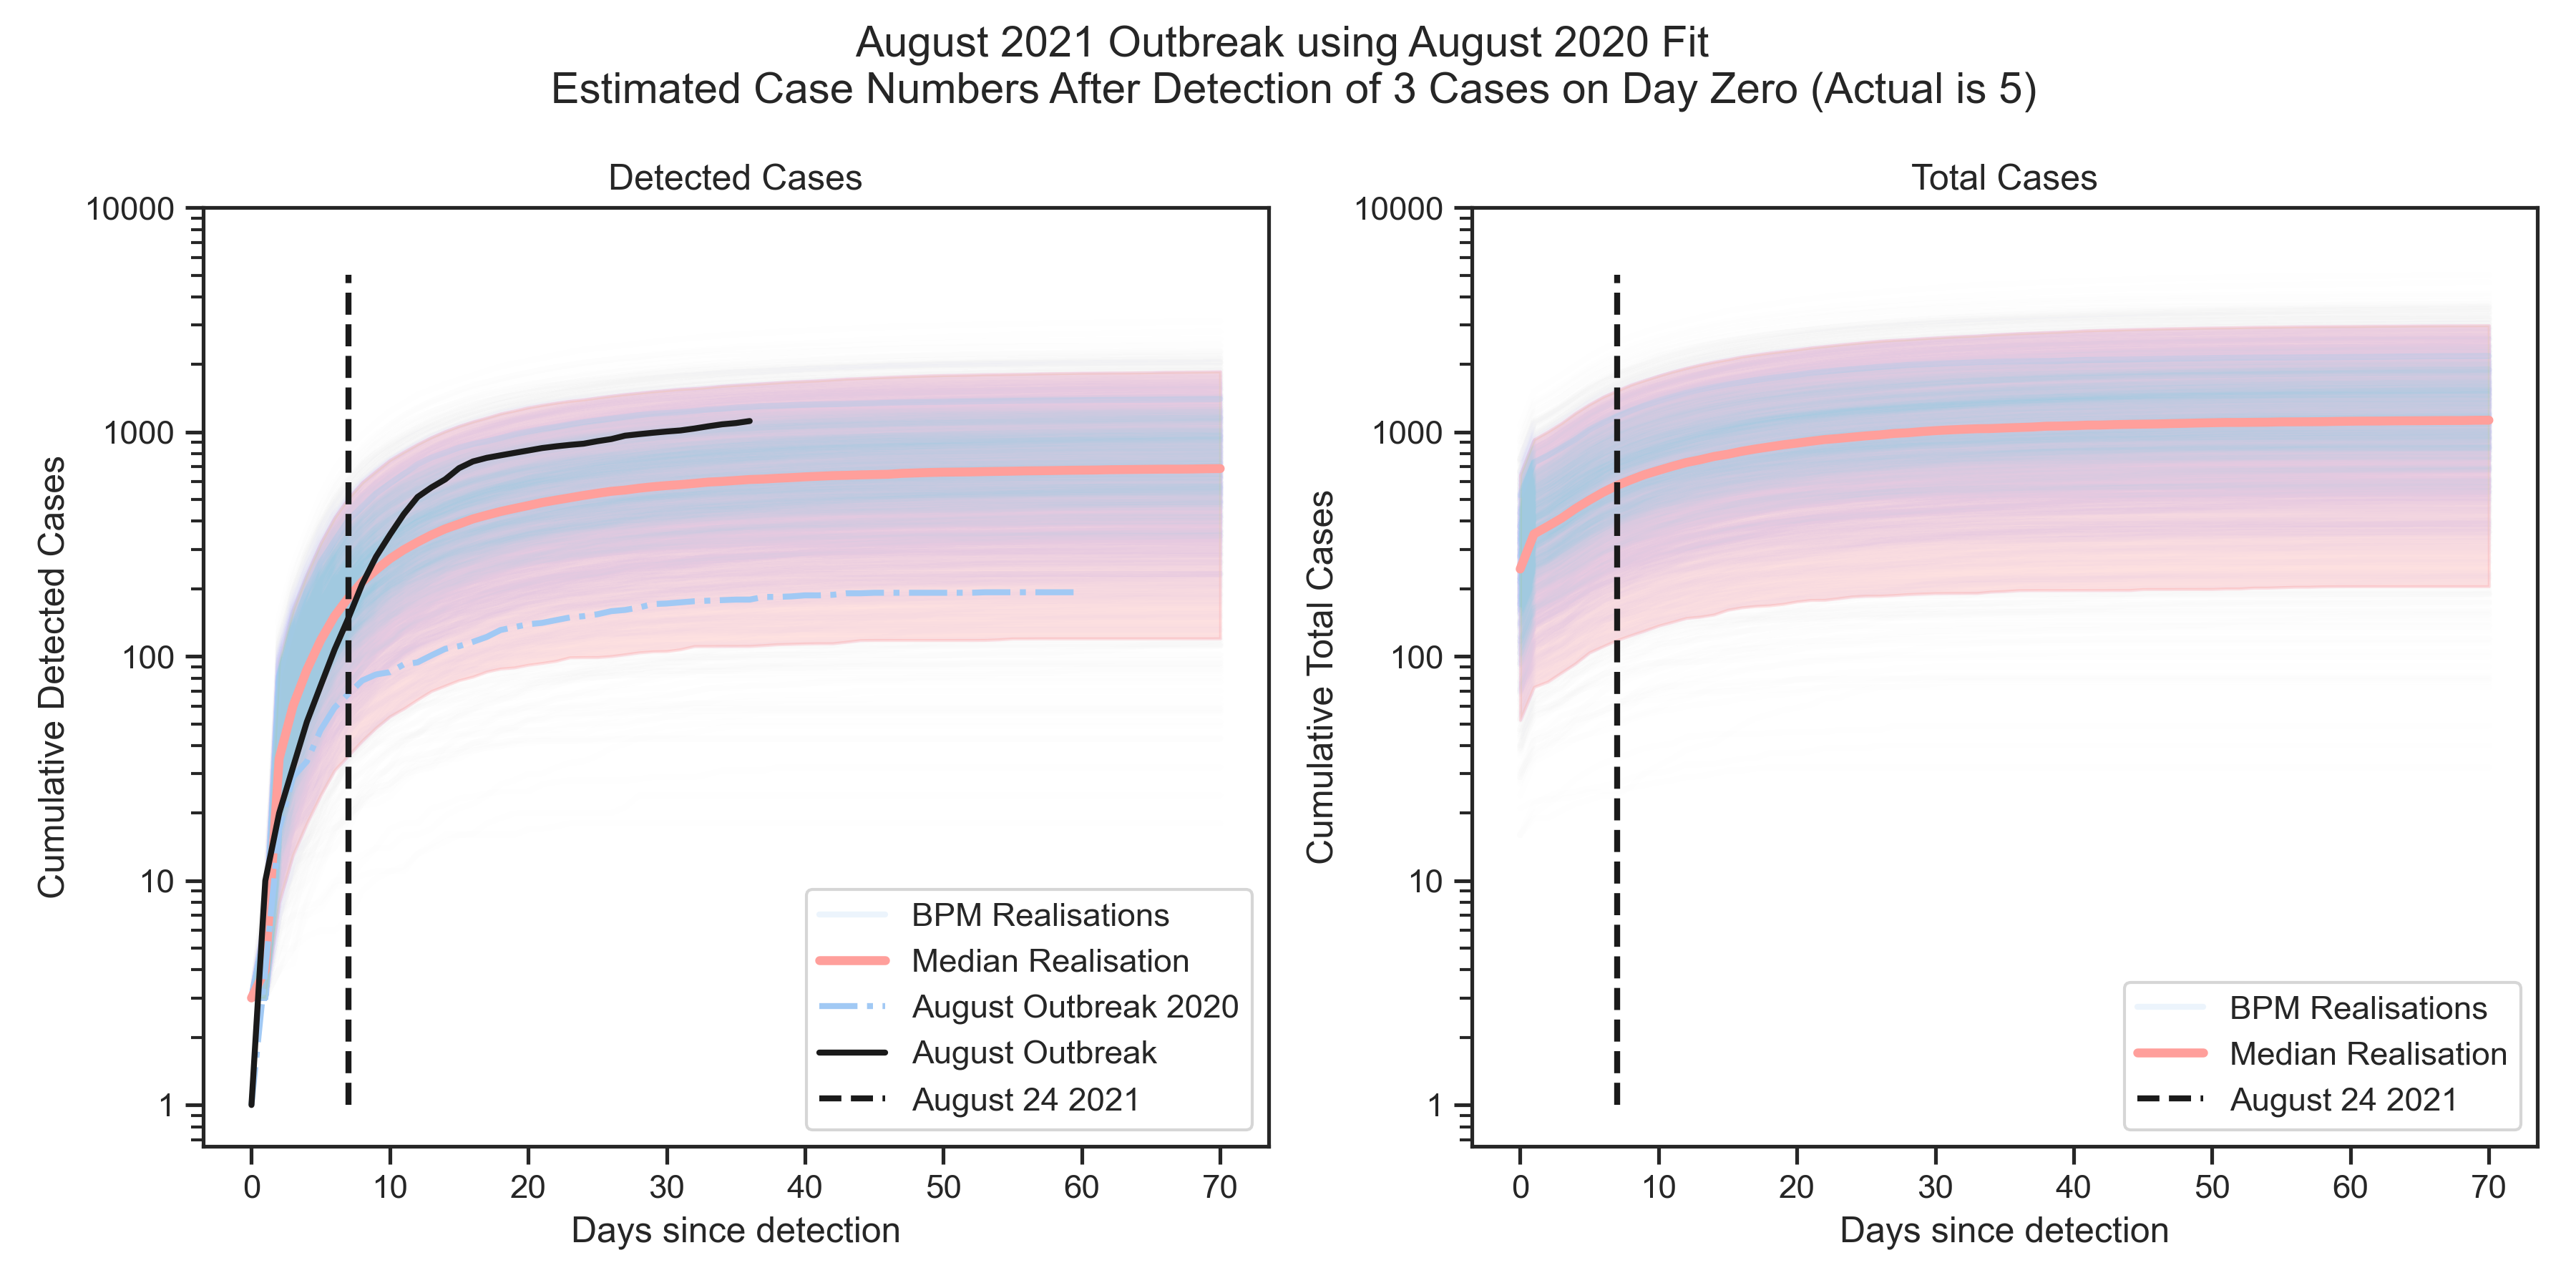 August 2021 Outbreak using August 2020 Fit
Estimated Case Numbers After Detection of 3 Cases on Day Zero (Actual is 5)
Detected Cases
Cumulative Detected Cases
10000
1000
100
10
1
BPM Realisations
Median Realisation
August Outbreak 2020
August Outbreak
August 24 2021
0 10 20 30 40 50 60 70
Days since detection
Total Cases
Cumulative Total Cases
10000
1000
100
10
1
BPM Realisations
Median Realisation
August 24 2021
0 10 20 30 40 50 60 70
Days since detection